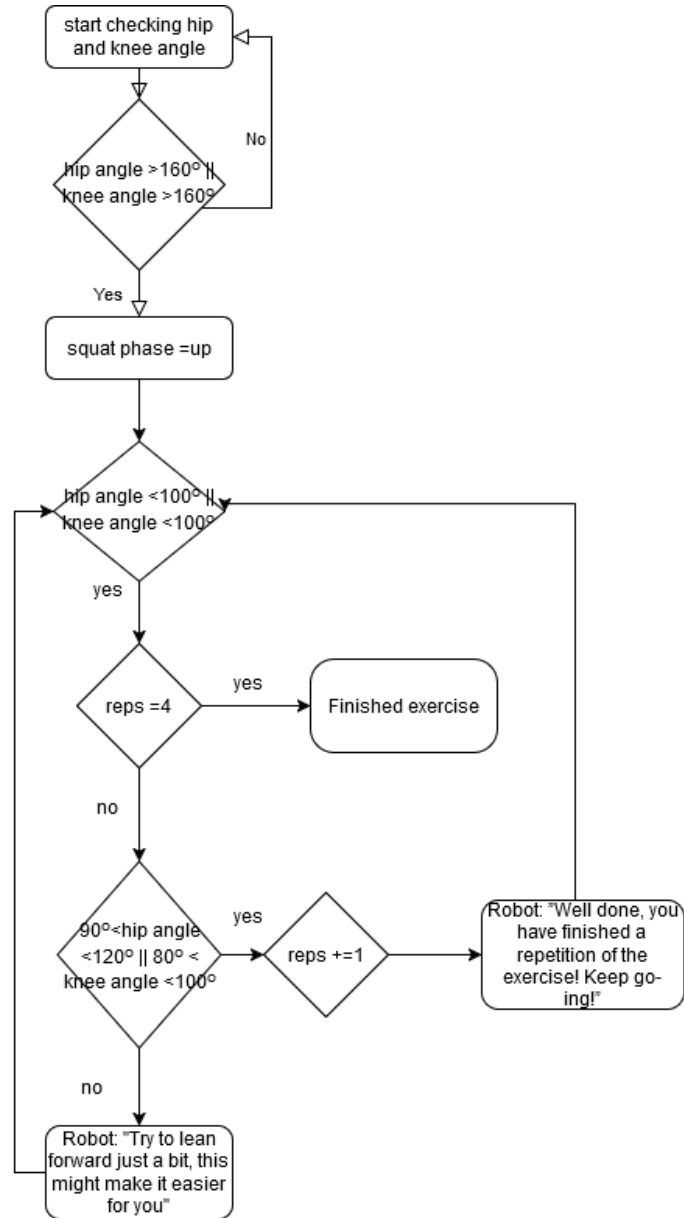 start checking hip
and knee angle
No
hip angle >160º ||
knee angle >160º
Yes
squat phase =up
hip angle <100º ||
knee angle <100º
yes
reps =4
yes
Finished exercise
no
90º<hip angle
<120º || 80º <
knee angle <100º
yes
reps +=1
Robot: ”Well done, you
have finished a
repetition of the
exercise! Keep go-
ing!”
no
Robot: "Try to lean
forward just a bit, this
might make it easier
for you”